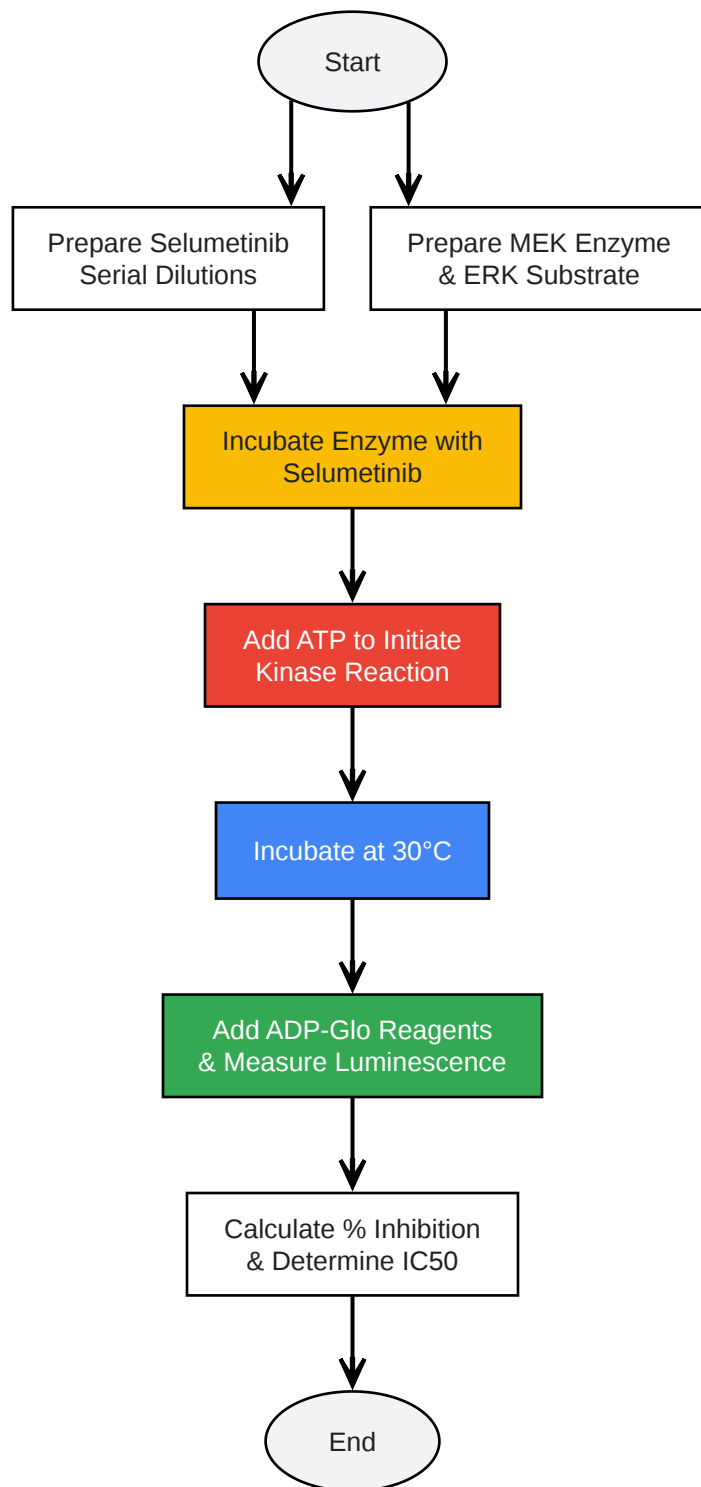 Start
Prepare Selumetinib
Serial Dilutions
Prepare MEK Enzyme
& ERK Substrate
Incubate Enzyme with
Selumetinib
Add ATP to Initiate
Kinase Reaction
Incubate at 30°C
Add ADP-Glo Reagents
& Measure Luminescence
Calculate % Inhibition
& Determine IC50
End